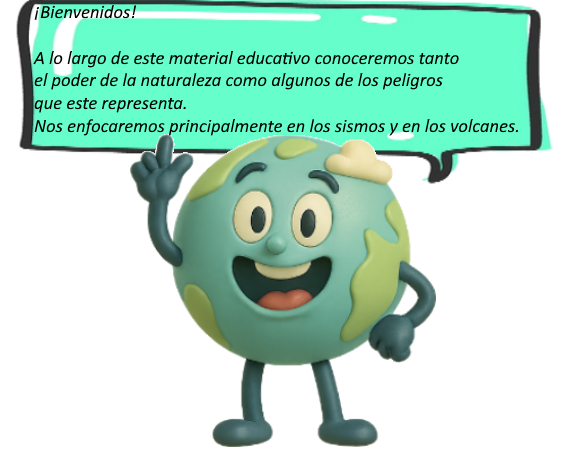 ¡Bienvenidos!
A lo largo de este material educativo conoceremos tanto
el poder de la naturaleza como algunos de los peligros
que este representa.
Nos enfocaremos principalmente en los sismos y en los volcanes.